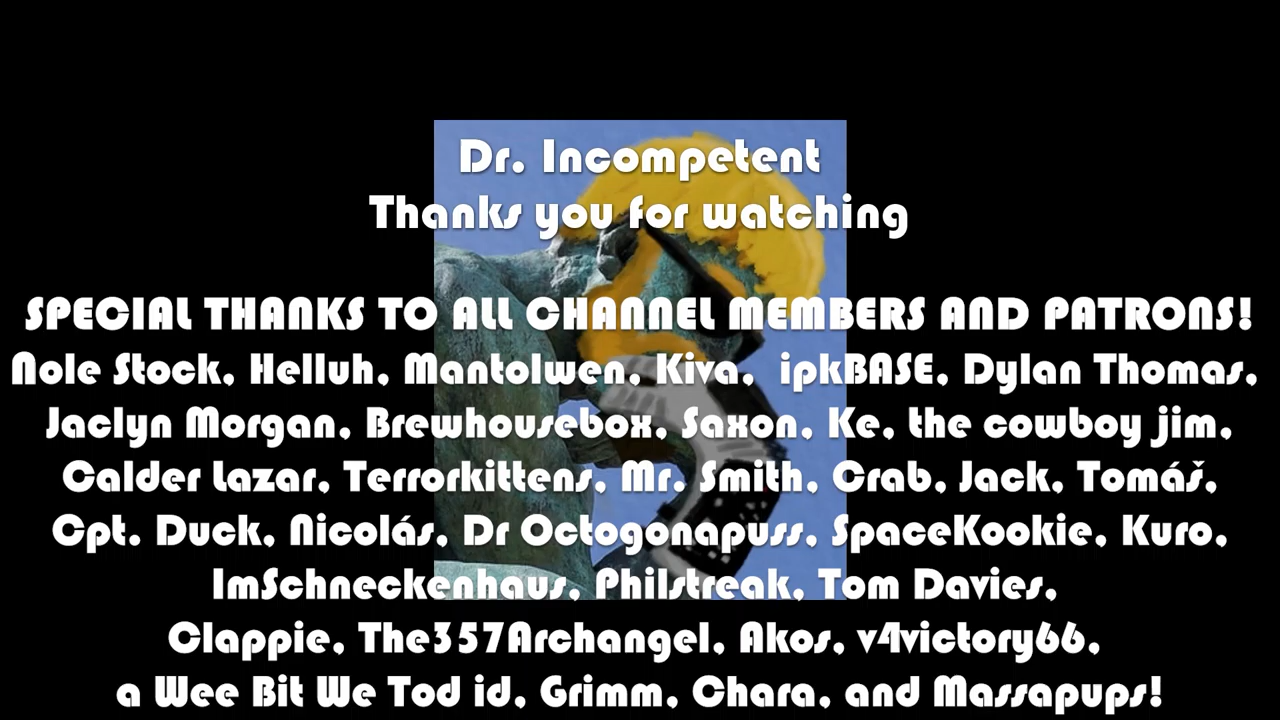 Dr. Incompetent
Thanks you for watching
SPECIAL THANKS TO ALL CHANNEL MEMBERS AND PATRONS!
Nole Stock, Helluh, Mantolwen, Kiva,  ipkBASE, Dylan Thomas,
Jaclyn Morgan, Brewhousebox, Saxon, Ke, the cowboy jim,
Calder Lazar, Terrorkittens, Mr. Smith, Crab, Jack, Tomáš,
Cpt. Duck, Nicolás, Dr Octogonapuss, SpaceKookie, Kuro,
ImSchneckenhaus, Philstreak, Tom Davies,
Clappie, The357Archangel, Akos, v4victory66,
a Wee Bit We Tod id, Grimm, Chara, and Massapups!